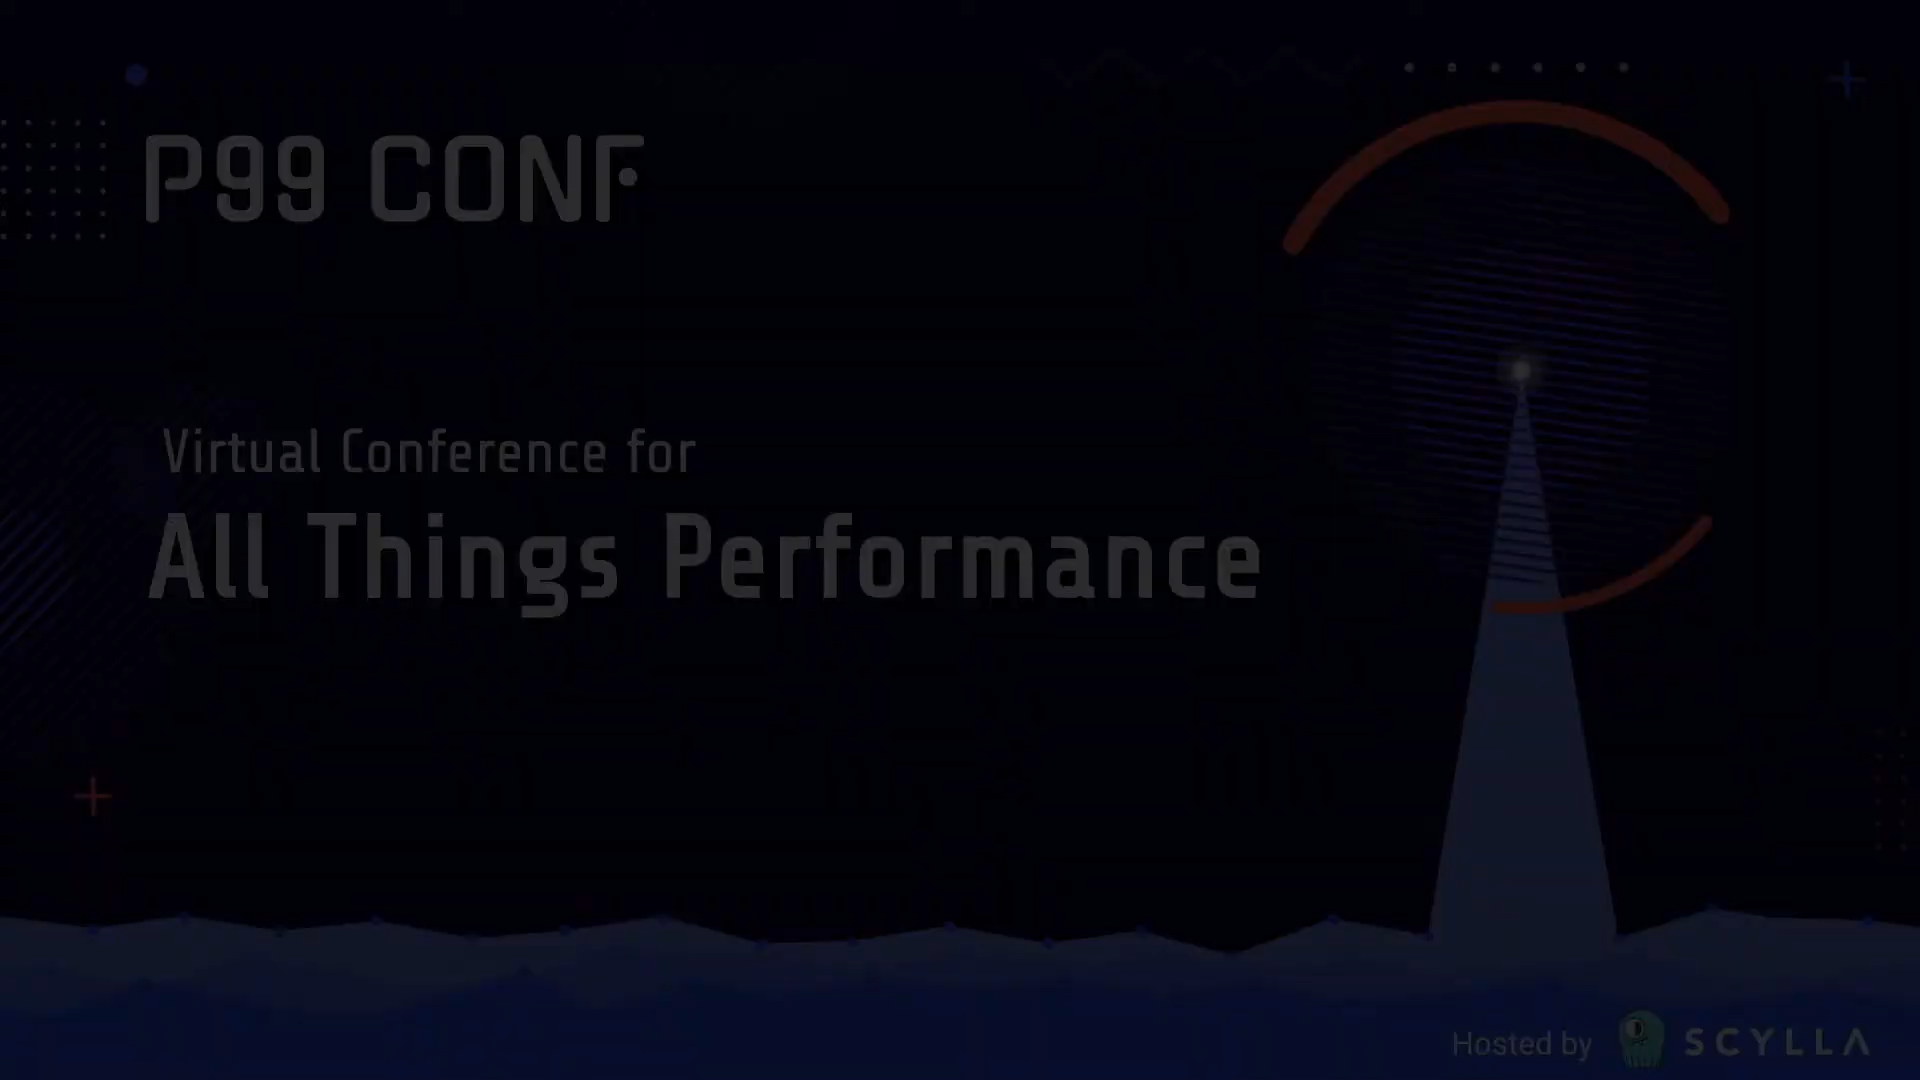 P99 CONF
Virtual Conference for
All Things Performance
Hosted by SCYLLA